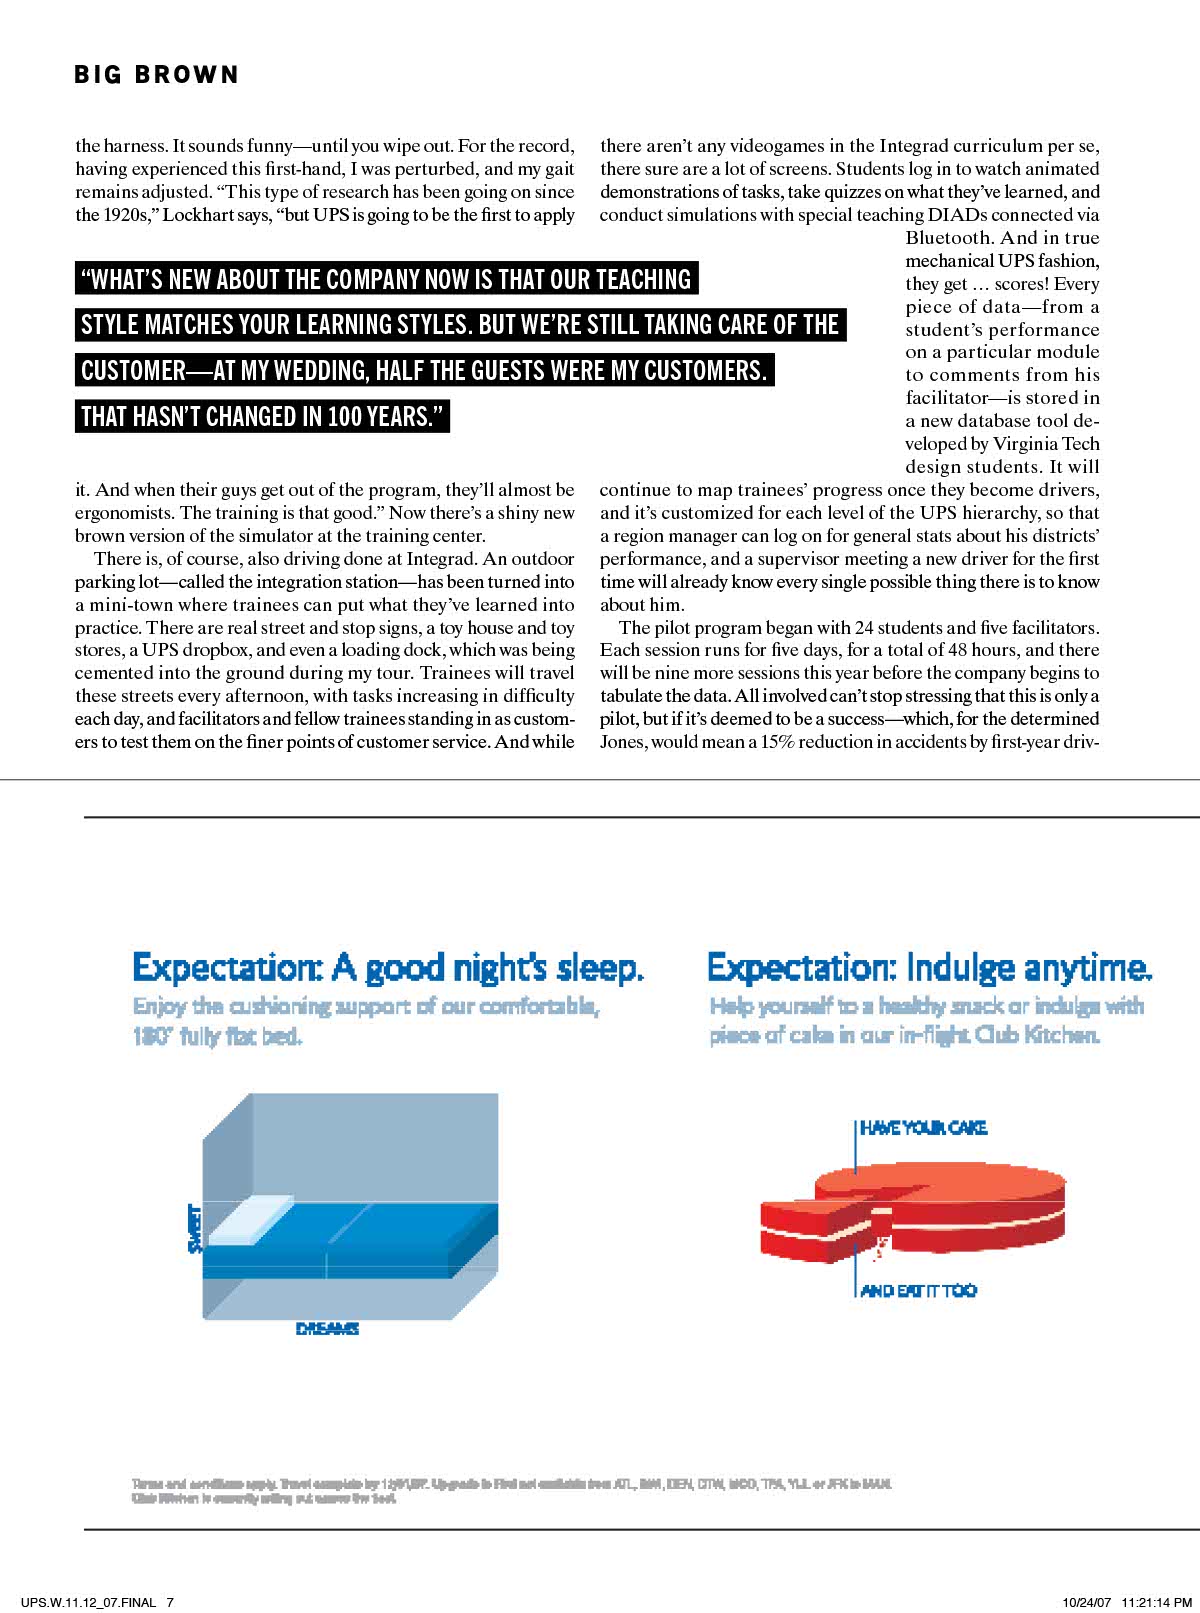 BIG BROWN
the harness. It sounds funny—until you wipe out. For the record,
having experienced this first-hand, I was perturbed, and my gait
remains adjusted. “This type of research has been going on since
the 1920s,” Lockhart says, “but UPS is going to be the first to apply
“WHAT’S NEW ABOUT THE COMPANY NOW IS THAT OUR TEACHING
STYLE MATCHES YOUR LEARNING STYLES. BUT WE’RE STILL TAKING CARE OF THE
CUSTOMER—AT MY WEDDING, HALF THE GUESTS WERE MY CUSTOMERS.
THAT HASN’T CHANGED IN 100 YEARS.”
it. And when their guys get out of the program, they’ll almost be
ergonomists. The training is that good.” Now there’s a shiny new
brown version of the simulator at the training center.
There is, of course, also driving done at Integrad. An outdoor
parking lot—called the integration station—has been turned into
a mini-town where trainees can put what they’ve learned into
practice. There are real street and stop signs, a toy house and toy
stores, a UPS dropbox, and even a loading dock, which was being
cemented into the ground during my tour. Trainees will travel
these streets every afternoon, with tasks increasing in difficulty
each day, and facilitators and fellow trainees standing in as custom-
ers to test them on the finer points of customer service. And while
there aren’t any videogames in the Integrad curriculum per se,
there sure are a lot of screens. Students log in to watch animated
demonstrations of tasks, take quizzes on what they’ve learned, and
conduct simulations with special teaching DIADs connected via
Bluetooth. And in true
mechanical UPS fashion,
they get … scores! Every
piece of data—from a
student’s performance
on a particular module
to comments from his
facilitator—is stored in
a new database tool de-
veloped by Virginia Tech
design students. It will
continue to map trainees’ progress once they become drivers,
and it’s customized for each level of the UPS hierarchy, so that
a region manager can log on for general stats about his districts’
performance, and a supervisor meeting a new driver for the first
time will already know every single possible thing there is to know
about him.
The pilot program began with 24 students and five facilitators.
Each session runs for five days, for a total of 48 hours, and there
will be nine more sessions this year before the company begins to
tabulate the data. All involved can’t stop stressing that this is only a
pilot, but if it’s deemed to be a success—which, for the determined
Jones, would mean a 15% reduction in accidents by first-year driv-
Expectation: A good night’s sleep.
Enjoy the cushioning support of our comfortable,
180° fully flat bed.
SWEET
DREAMS
Expectation: Indulge anytime.
Help yourself to a healthy snack or indulge with
piece of cake in our in-flight Club Kitchen.
HAVE YOUR CAKE
AND EAT IT TOO
Terms and conditions apply. Travel complete by
Club Kitchen is currently rolling out across the fleet.
UPS.W.11.12_07.FINAL 7
10/24/07 11:21:14 PM